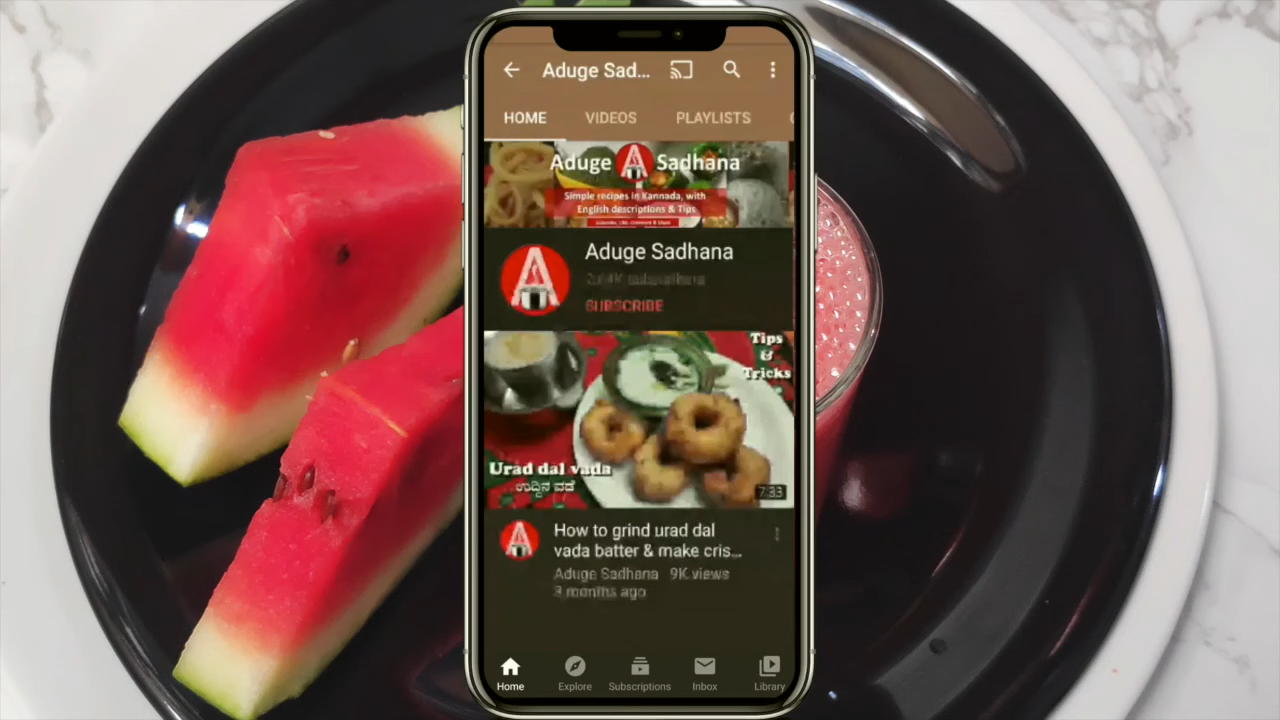 Aduge Sad...
HOME VIDEOS PLAYLISTS
Aduge Sadhana
Simple recipes in Kannada, with
English descriptions & Tips
Aduge Sadhana
SUBSCRIBE
Tips
&
Tricks
Urad dal vada
ಉದ್ದಿನ ವಡೆ
7:33
How to grind urad dal
vada batter & make cris...
Aduge Sadhana 9K views
3 months ago
Home Explore Subscriptions Inbox Library